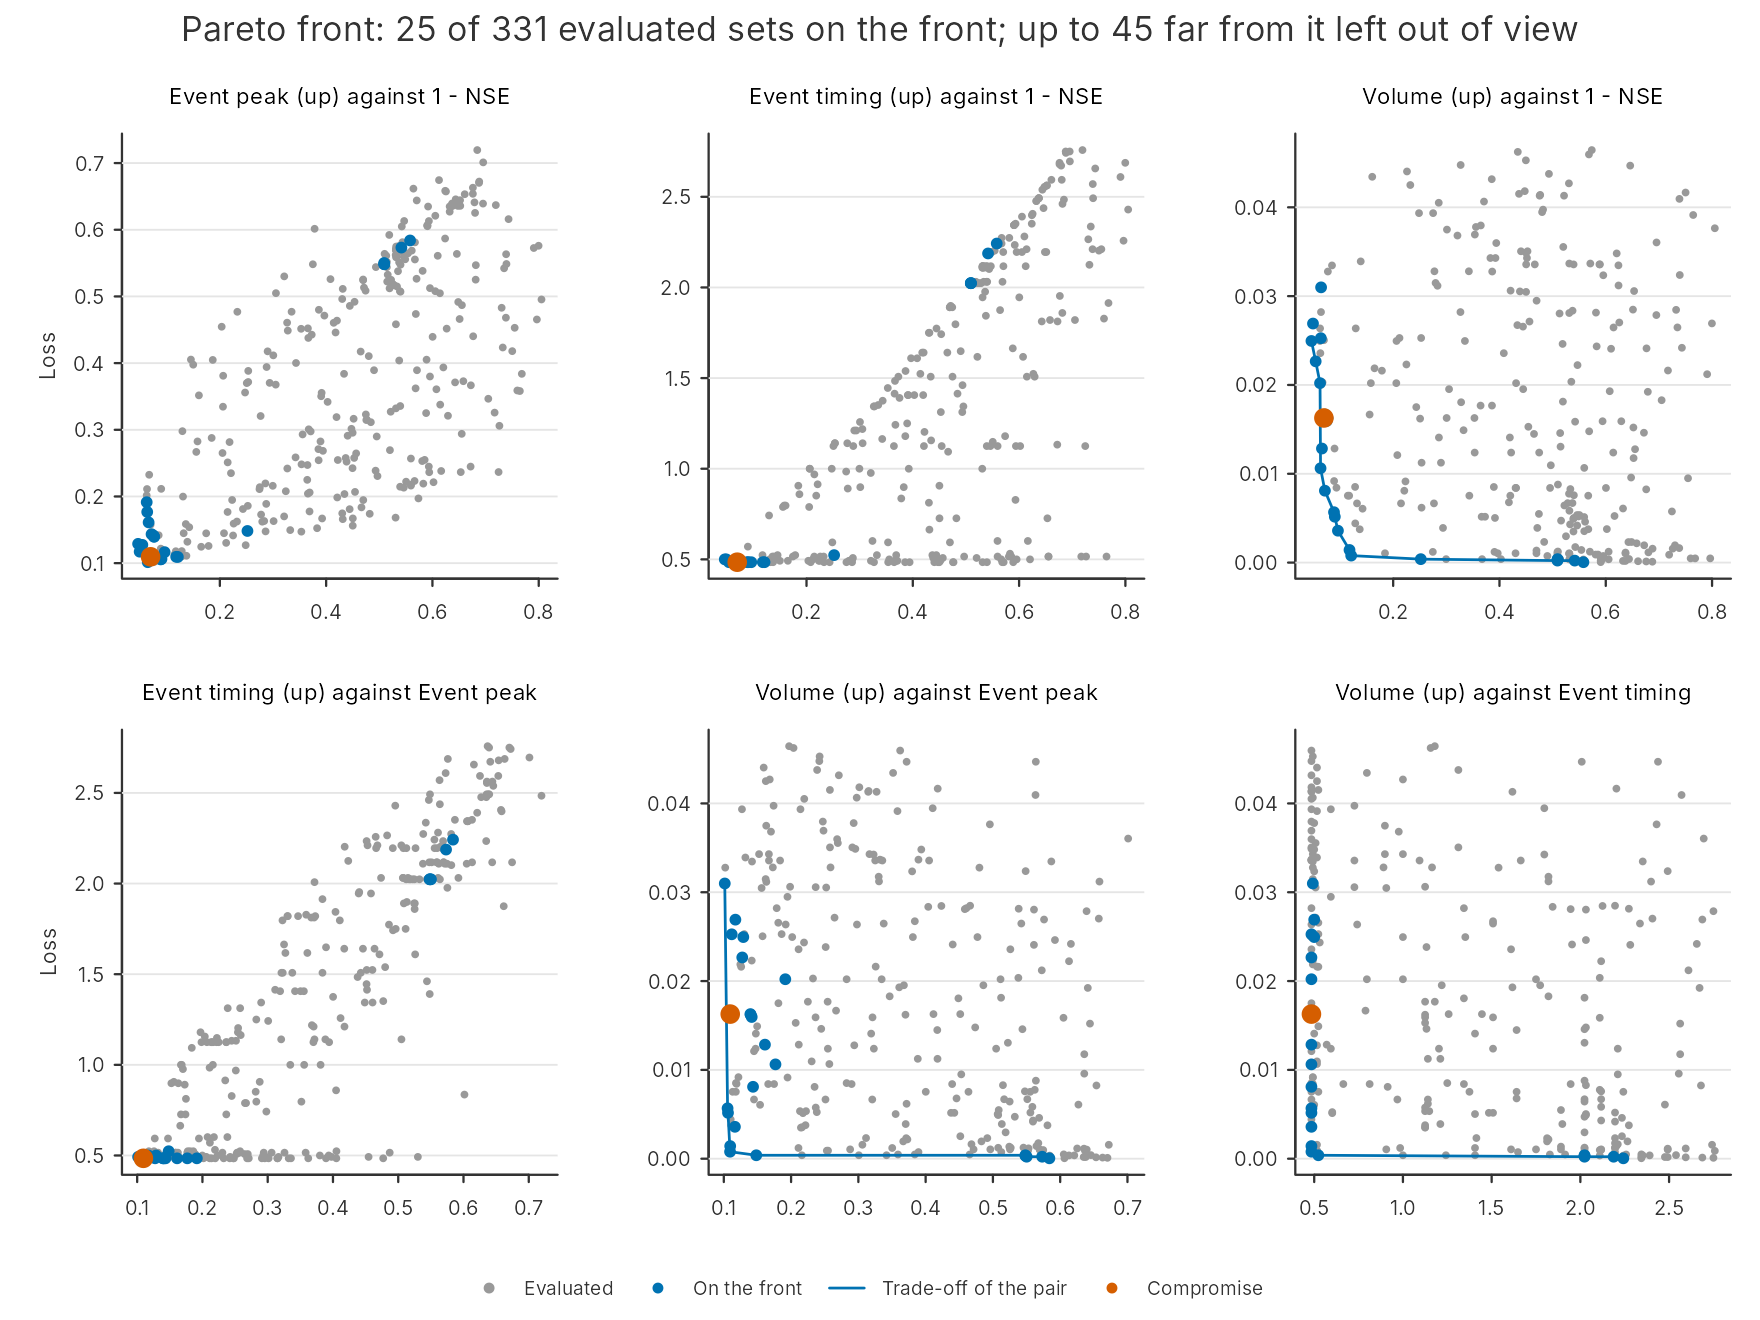 Pareto front: 25 of 331 evaluated sets on the front; up to 45 far from it left out of view
Event peak (up) against 1 - NSE
Event timing (up) against 1 - NSE
Volume (up) against 1 - NSE
Loss
0.7
0.6
0.5
0.4
0.3
0.2
0.1
0.2 0.4 0.6 0.8
2.5
2.0
1.5
1.0
0.5
0.2 0.4 0.6 0.8
0.04
0.03
0.02
0.01
0.00
0.2 0.4 0.6 0.8
Event timing (up) against Event peak
Volume (up) against Event peak
Volume (up) against Event timing
Loss
2.5
2.0
1.5
1.0
0.5
0.1 0.2 0.3 0.4 0.5 0.6 0.7
0.04
0.03
0.02
0.01
0.00
0.1 0.2 0.3 0.4 0.5 0.6 0.7
0.04
0.03
0.02
0.01
0.00
0.5 1.0 1.5 2.0 2.5
Evaluated On the front Trade-off of the pair Compromise